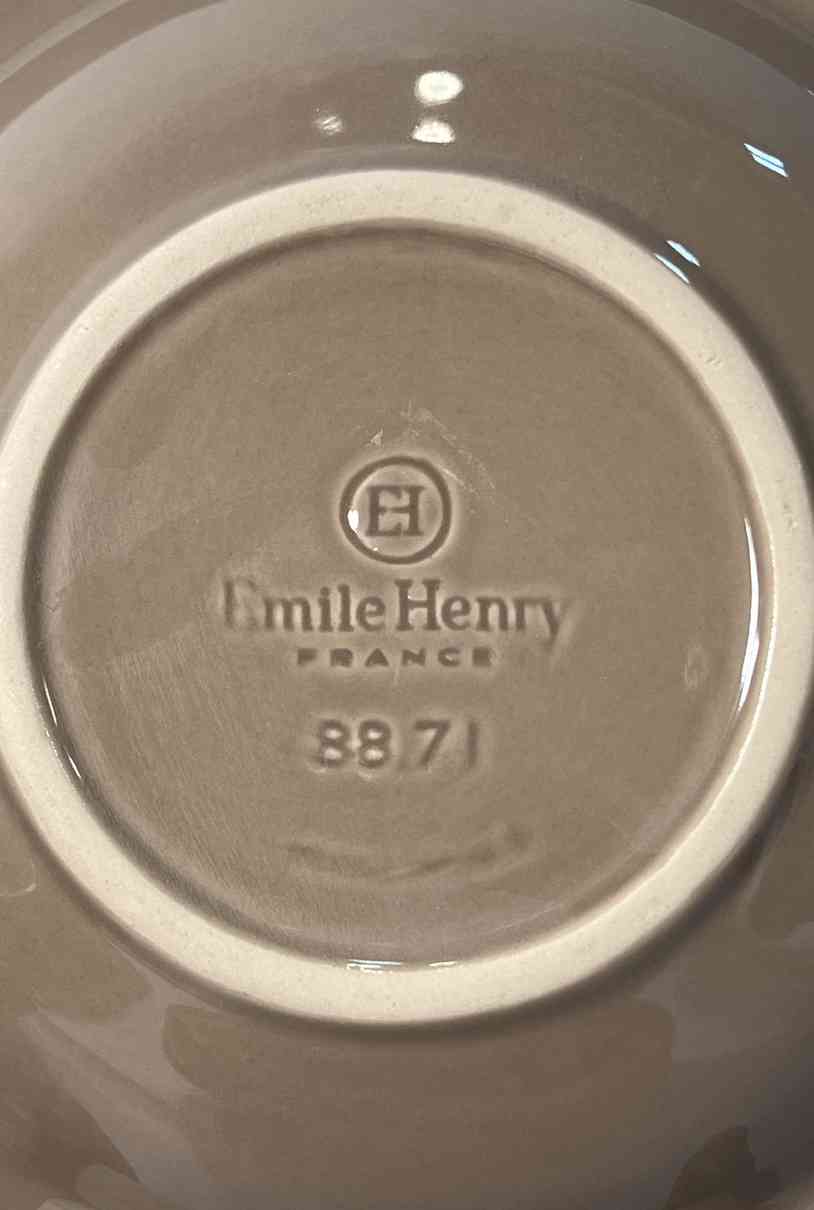 EH
Emile Henry
FRANCE
88.71